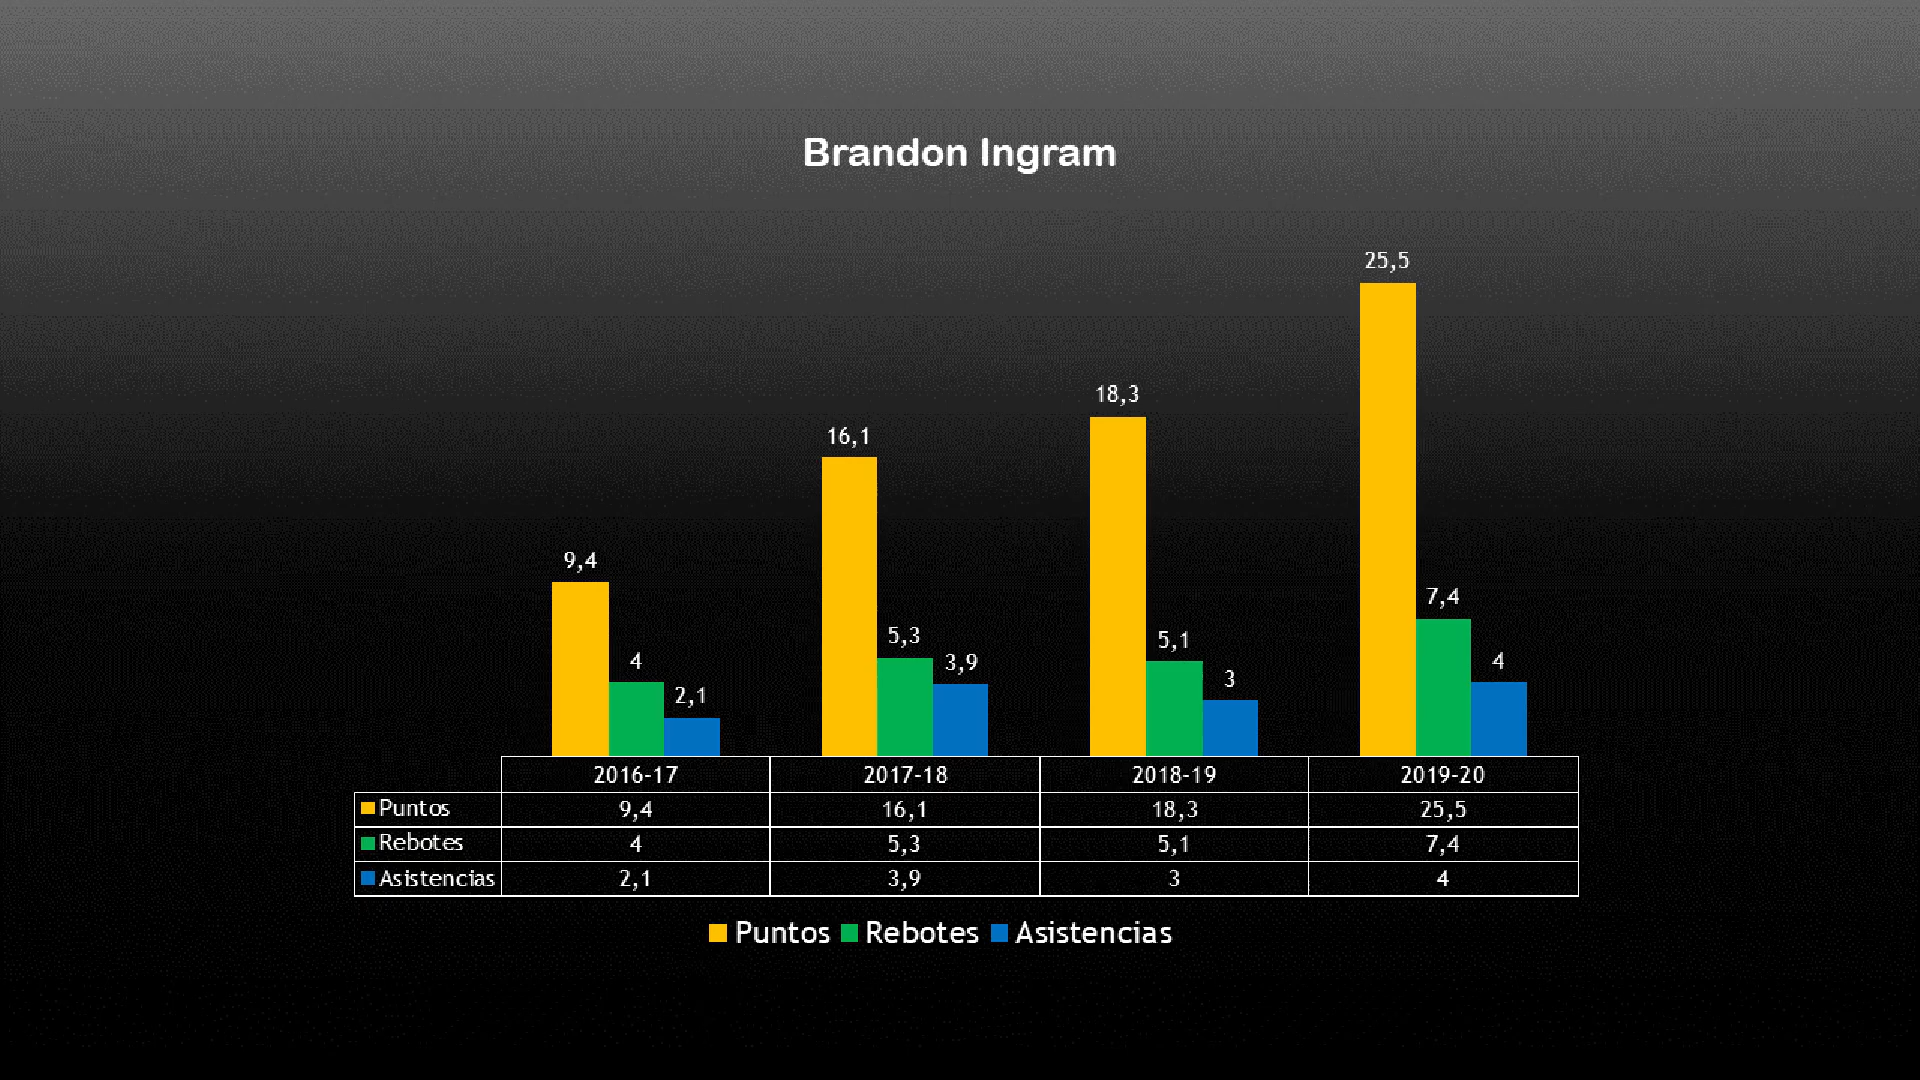 Brandon Ingram
25,5
18,3
16,1
9,4
7,4
5,3
5,1
4
3,9
4
3
2,1
2016-17 2017-18 2018-19 2019-20
Puntos 9,4 16,1 18,3 25,5
Rebotes 4 5,3 5,1 7,4
Asistencias 2,1 3,9 3 4
Puntos Rebotes Asistencias